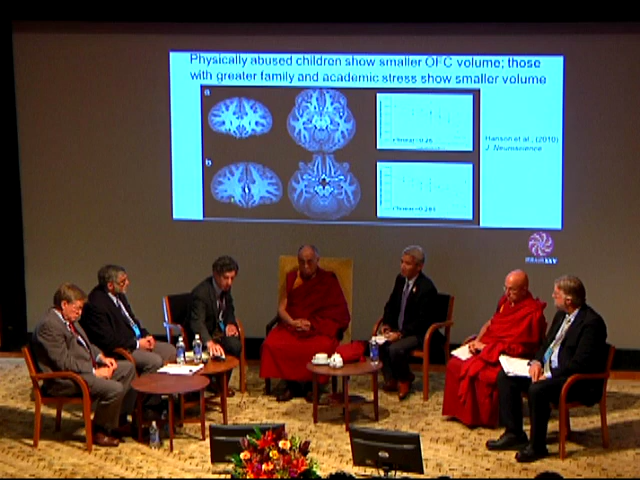 Physically abused children show smaller OFC volume; those
with greater family and academic stress show smaller volume
a
b
Hanson et al., (2010)
J. Neuroscience